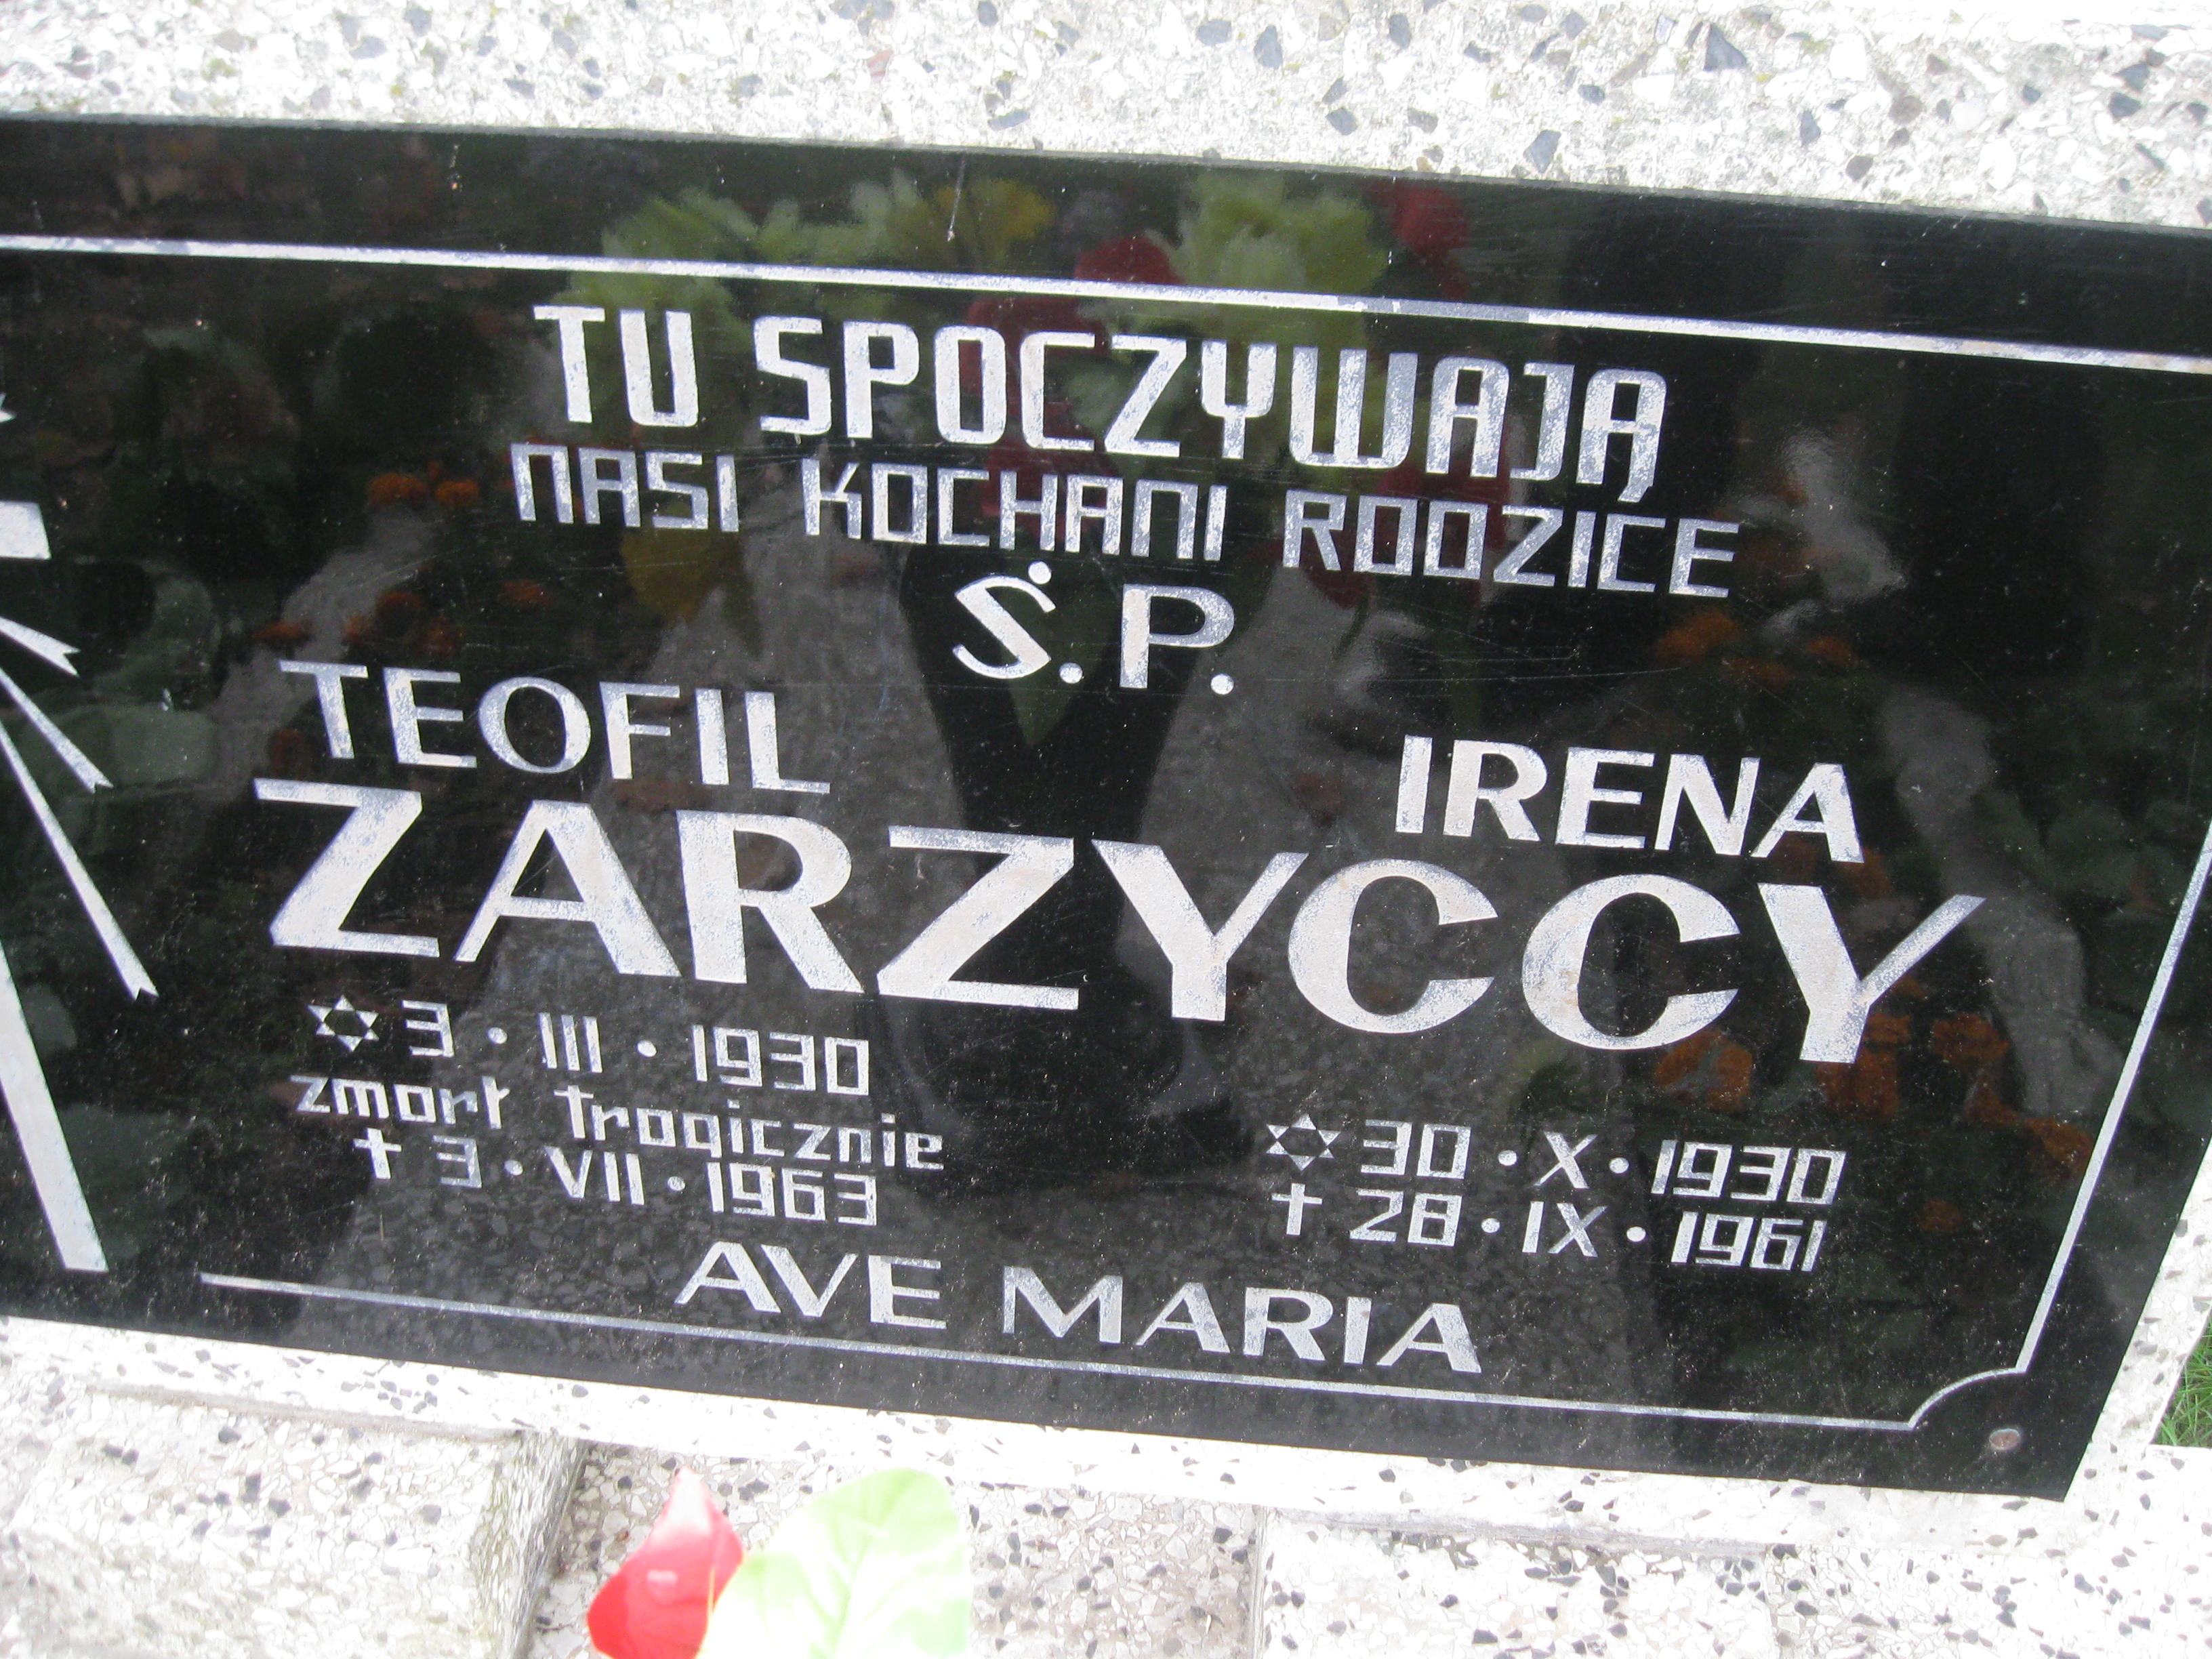 TU SPOCZYWAJĄ
NASI KOCHANI RODZICE
Ś.P.
TEOFIL IRENA
ZARZYCCY
3·III·1930
zmarł tragicznie
† 3·VII·1963
30·X·1930
† 28·IX·1961
AVE MARIA